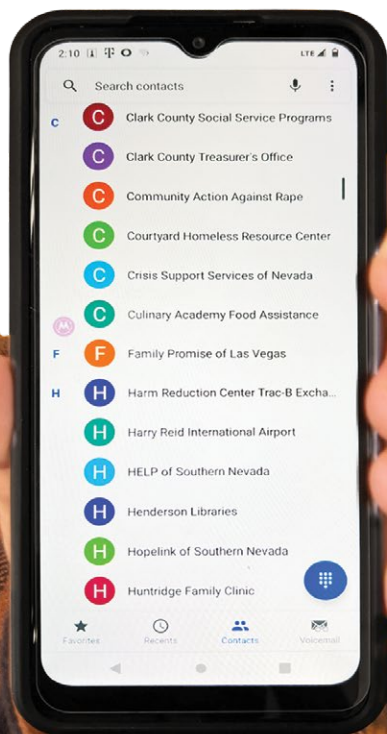 2:10
LTE
Search contacts
C
C Clark County Social Service Programs
C Clark County Treasurer's Office
C Community Action Against Rape
C Courtyard Homeless Resource Center
C Crisis Support Services of Nevada
C Culinary Academy Food Assistance
F
F Family Promise of Las Vegas
H
H Harm Reduction Center Trac-B Excha...
H Harry Reid International Airport
H HELP of Southern Nevada
H Henderson Libraries
H Hopelink of Southern Nevada
H Huntridge Family Clinic
Favorites
Recents
Contacts
Voicemail